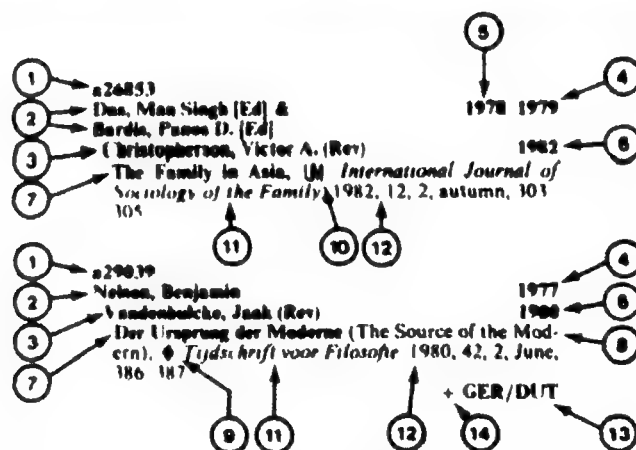 5
1 a26853 4
2 Das, Man Singh [Ed] & 1978 1979
2 Bardis, Panos D. [Ed]
3 Christopherson, Victor A. (Rev) 1982 6
7 The Family in Asia, UM International Journal of
Sociology of the Family 1982, 12, 2, autumn, 303
305
11 10 12
1 a29039 4
2 Nelson, Benjamin 1977
3 Vandenbulcke, Jaak (Rev) 1980 6
7 Der Ursprung der Moderne (The Source of the Mod- 8
ern), ♦ Tijdschrift voor Filosofie 1980, 42, 2, June,
386 387
+ GER/DUT
9 11 12 14 13